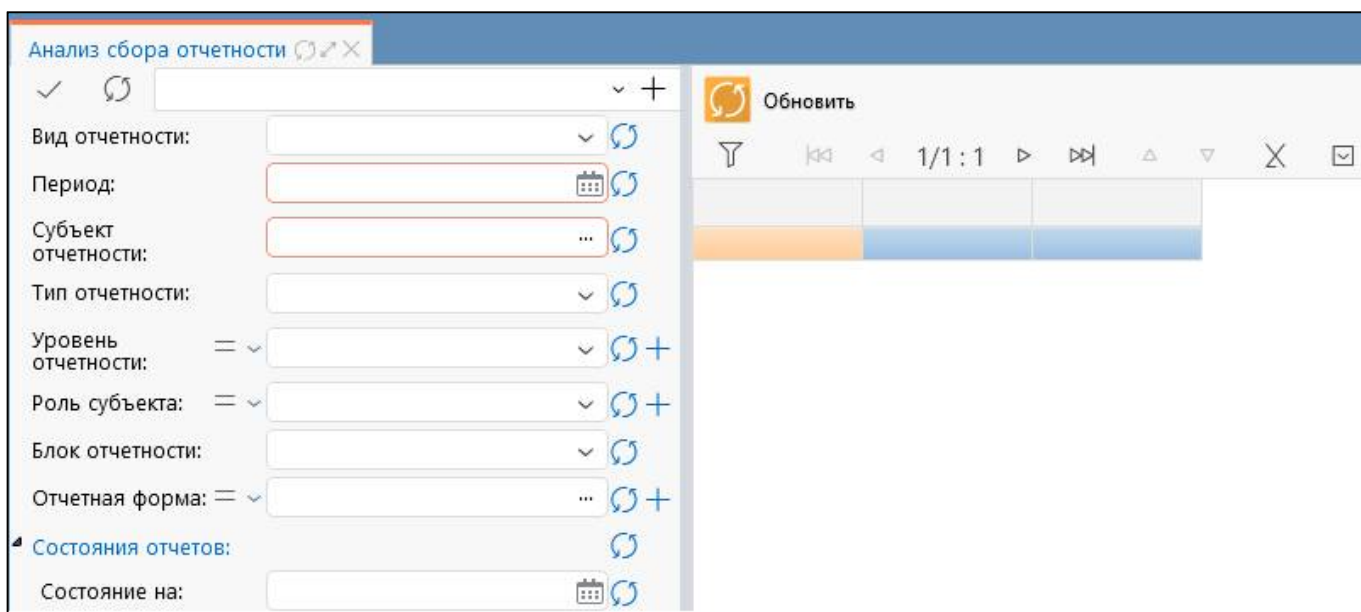 Анализ сбора отчетности
Обновить
1/1 : 1
Вид отчетности:
Период:
Субъект
отчетности:
Тип отчетности:
Уровень
отчетности:
Роль субъекта:
Блок отчетности:
Отчетная форма:
Состояния отчетов:
Состояние на: